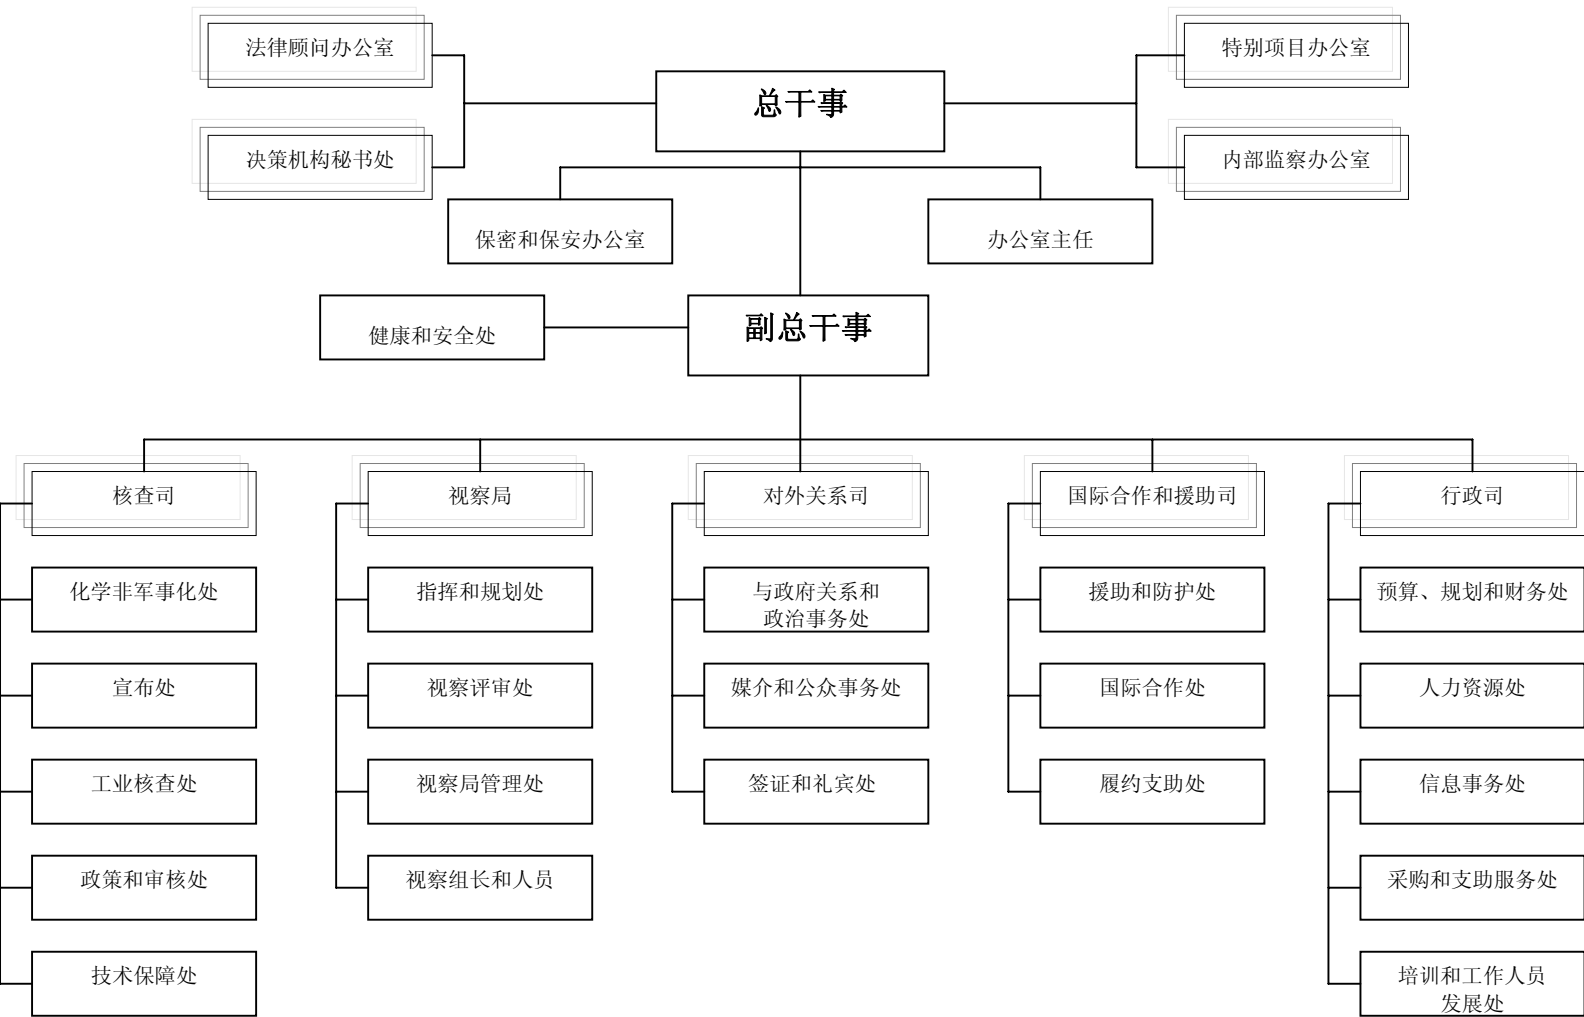 法律顾问办公室
特别项目办公室
总干事
决策机构秘书处
内部监察办公室
保密和保安办公室
办公室主任
健康和安全处
副总干事
核查司
视察局
对外关系司
国际合作和援助司
行政司
化学非军事化处
指挥和规划处
与政府关系和
政治事务处
援助和防护处
预算、规划和财务处
宣布处
视察评审处
媒介和公众事务处
国际合作处
人力资源处
工业核查处
视察局管理处
签证和礼宾处
履约支助处
信息事务处
政策和审核处
视察组长和人员
采购和支助服务处
技术保障处
培训和工作人员
发展处